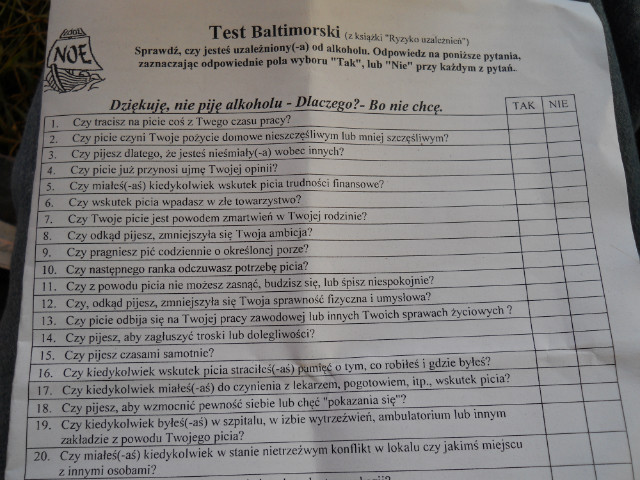 NOE
Test Baltimorski (z książki "Ryzyko uzależnień")
Sprawdź, czy jesteś uzależniony(-a) od alkoholu. Odpowiedz na poniższe pytania,
zaznaczając odpowiednie pola wyboru "Tak", lub "Nie" przy każdym z pytań.
Dziękuję, nie piję alkoholu - Dlaczego?- Bo nie chcę. TAK NIE
1. Czy tracisz na picie coś z Twego czasu pracy?
2. Czy picie czyni Twoje pożycie domowe nieszczęśliwym lub mniej szczęśliwym?
3. Czy pijesz dlatego, że jesteś nieśmiały(-a) wobec innych?
4. Czy picie już przynosi ujmę Twojej opinii?
5. Czy miałeś(-aś) kiedykolwiek wskutek picia trudności finansowe?
6. Czy wskutek picia wpadasz w złe towarzystwo?
7. Czy Twoje picie jest powodem zmartwień w Twojej rodzinie?
8. Czy odkąd pijesz, zmniejszyła się Twoja ambicja?
9. Czy pragniesz pić codziennie o określonej porze?
10. Czy następnego ranka odczuwasz potrzebę picia?
11. Czy z powodu picia nie możesz zasnąć, budzisz się, lub śpisz niespokojnie?
12. Czy, odkąd pijesz, zmniejszyła się Twoja sprawność fizyczna i umysłowa?
13. Czy picie odbija się na Twojej pracy zawodowej lub innych Twoich sprawach życiowych ?
14. Czy pijesz, aby zagłuszyć troski lub dolegliwości?
15. Czy pijesz czasami samotnie?
16. Czy kiedykolwiek wskutek picia straciłeś(-aś) pamięć o tym, co robiłeś i gdzie byłeś?
17. Czy kiedykolwiek miałeś(-aś) do czynienia z lekarzem, pogotowiem, itp., wskutek picia?
18. Czy pijesz, aby wzmocnić pewność siebie lub chęć "pokazania się"?
19. Czy kiedykolwiek byłeś(-aś) w szpitalu, w izbie wytrzeźwień, ambulatorium lub innym
zakładzie z powodu Twojego picia?
20. Czy miałeś(-aś) kiedykolwiek w stanie nietrzeźwym konflikt w lokalu czy jakimś miejscu
z innymi osobami?